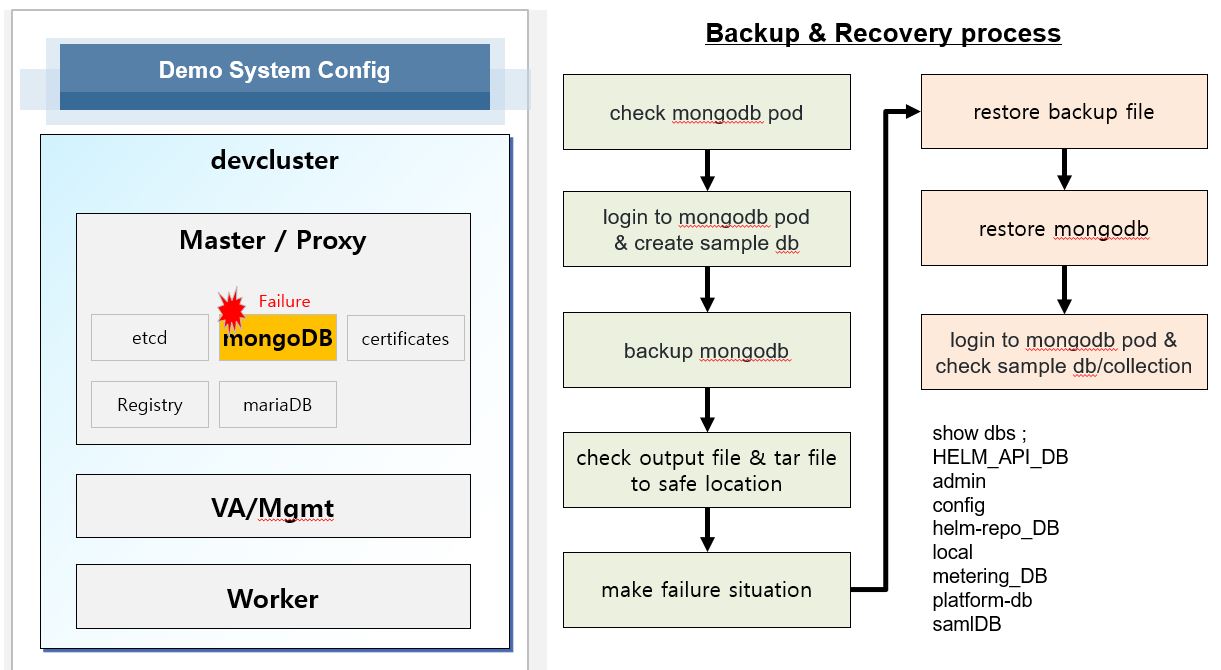 Demo System Config
devcluster
Master / Proxy
Failure
etcd
mongoDB
certificates
Registry
mariaDB
VA/Mgmt
Worker
Backup & Recovery process
check mongodb pod
login to mongodb pod
& create sample db
backup mongodb
check output file & tar file
to safe location
make failure situation
restore backup file
restore mongodb
login to mongodb pod &
check sample db/collection
show dbs ;
HELM_API_DB
admin
config
helm-repo_DB
local
metering_DB
platform-db
samlDB